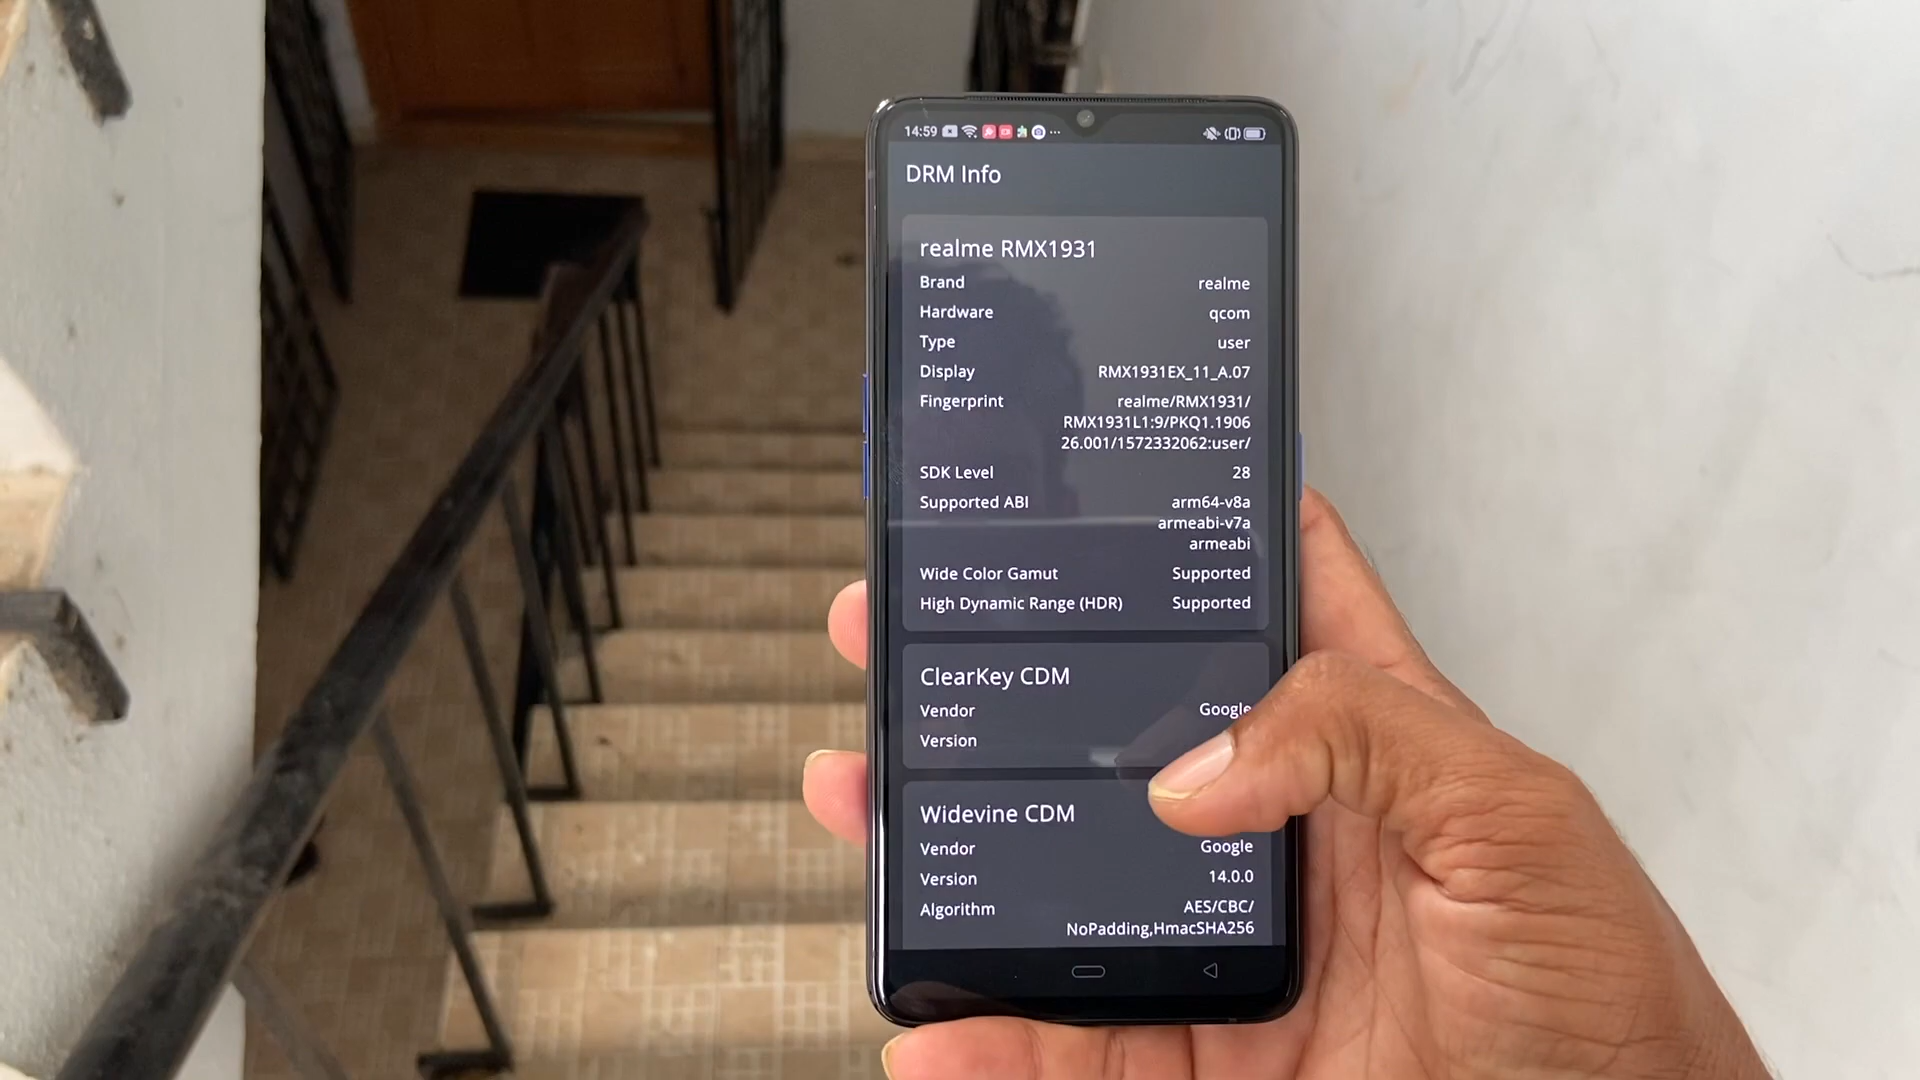 14:59
DRM Info
realme RMX1931
Brand realme
Hardware qcom
Type user
Display RMX1931EX_11_A.07
Fingerprint realme/RMX1931/
RMX1931L1:9/PKQ1.1906
26.001/1572332062:user/
SDK Level 28
Supported ABI arm64-v8a
armeabi-v7a
armeabi
Wide Color Gamut Supported
High Dynamic Range (HDR) Supported
ClearKey CDM
Vendor Google
Version
Widevine CDM
Vendor Google
Version 14.0.0
Algorithm AES/CBC/
NoPadding,HmacSHA256